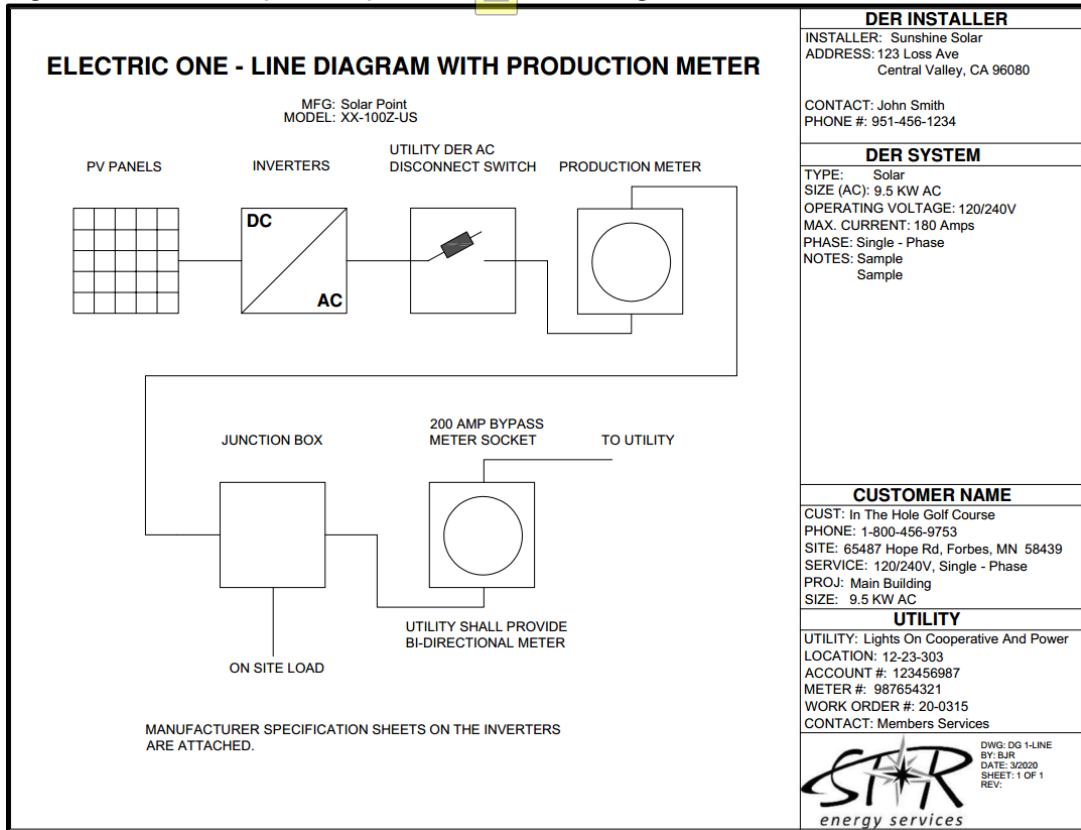 ELECTRIC ONE - LINE DIAGRAM WITH PRODUCTION METER
MFG: Solar Point
MODEL: XX-100Z-US
PV PANELS
INVERTERS
UTILITY DER AC
DISCONNECT SWITCH
PRODUCTION METER
DC
AC
JUNCTION BOX
200 AMP BYPASS
METER SOCKET
TO UTILITY
UTILITY SHALL PROVIDE
BI-DIRECTIONAL METER
ON SITE LOAD
MANUFACTURER SPECIFICATION SHEETS ON THE INVERTERS
ARE ATTACHED.
DER INSTALLER
INSTALLER: Sunshine Solar
ADDRESS: 123 Loss Ave
Central Valley, CA 96080
CONTACT: John Smith
PHONE #: 951-456-1234
DER SYSTEM
TYPE: Solar
SIZE (AC): 9.5 KW AC
OPERATING VOLTAGE: 120/240V
MAX. CURRENT: 180 Amps
PHASE: Single - Phase
NOTES: Sample
Sample
CUSTOMER NAME
CUST: In The Hole Golf Course
PHONE: 1-800-456-9753
SITE: 65487 Hope Rd, Forbes, MN 58439
SERVICE: 120/240V, Single - Phase
PROJ: Main Building
SIZE: 9.5 KW AC
UTILITY
UTILITY: Lights On Cooperative And Power
LOCATION: 12-23-303
ACCOUNT #: 123456987
METER #: 987654321
WORK ORDER #: 20-0315
CONTACT: Members Services
STAR
energy services
DWG: DG 1-LINE
BY: BJR
DATE: 3/2020
SHEET: 1 OF 1
REV: